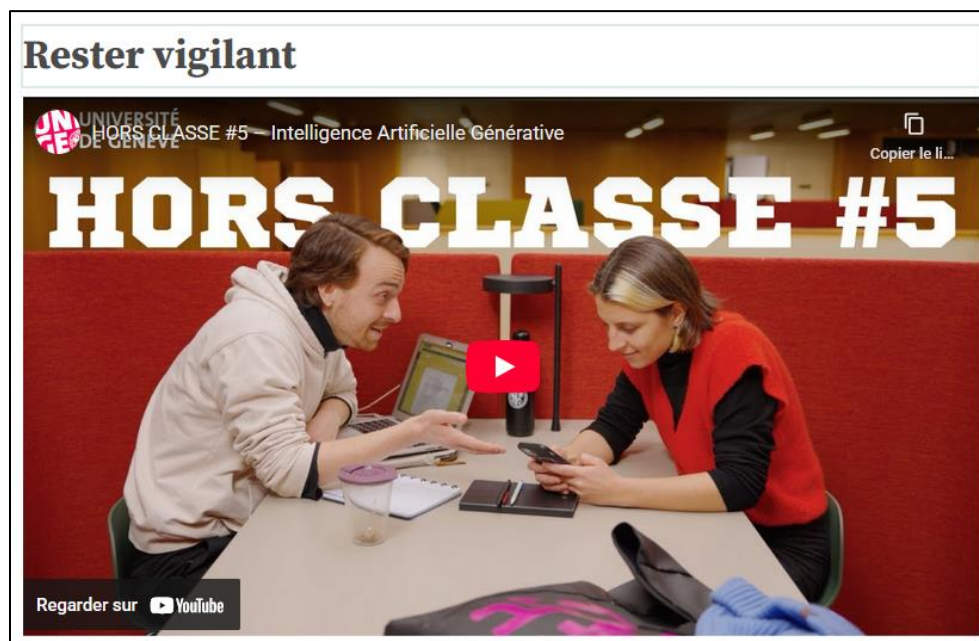 Rester vigilant
UNIVERSITÉ
DE GENÈVE
HORS CLASSE #5 – Intelligence Artificielle Générative
Copier le li...
HORS CLASSE #5
Regarder sur YouTube